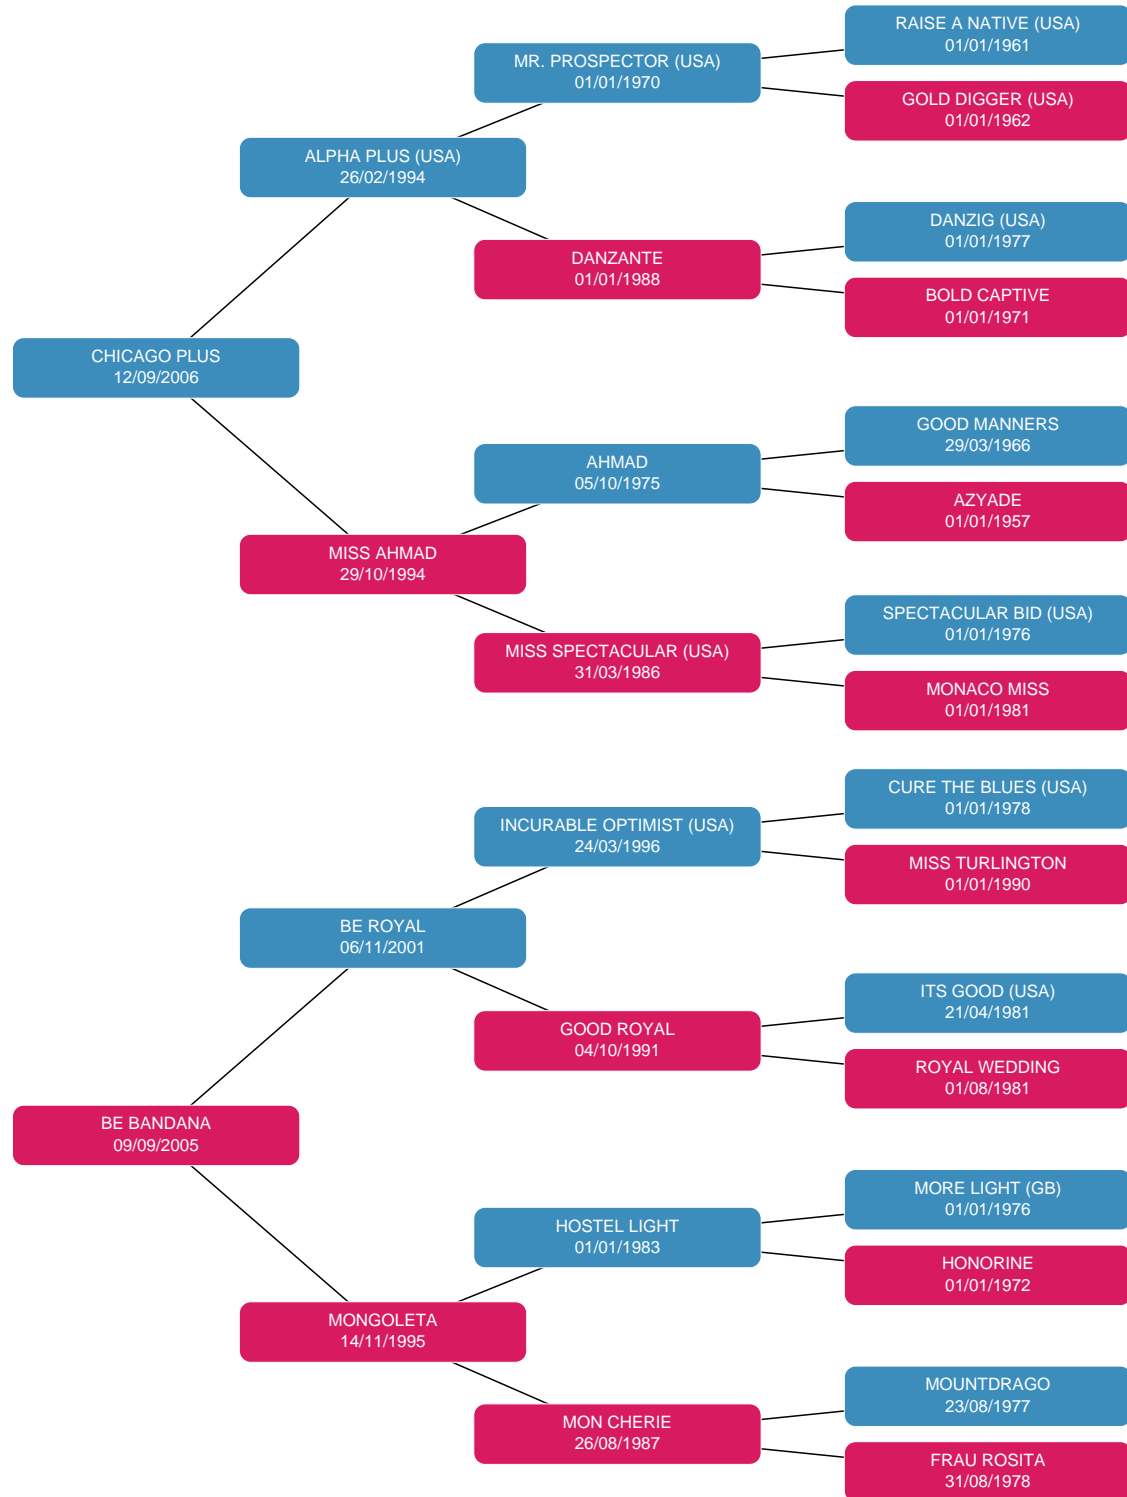 RAISE A NATIVE (USA)
01/01/1961
MR. PROSPECTOR (USA)
01/01/1970
GOLD DIGGER (USA)
01/01/1962
ALPHA PLUS (USA)
26/02/1994
DANZIG (USA)
01/01/1977
DANZANTE
01/01/1988
BOLD CAPTIVE
01/01/1971
CHICAGO PLUS
12/09/2006
GOOD MANNERS
29/03/1966
AHMAD
05/10/1975
AZYADE
01/01/1957
MISS AHMAD
29/10/1994
SPECTACULAR BID (USA)
01/01/1976
MISS SPECTACULAR (USA)
31/03/1986
MONACO MISS
01/01/1981
CURE THE BLUES (USA)
01/01/1978
INCURABLE OPTIMIST (USA)
24/03/1996
MISS TURLINGTON
01/01/1990
BE ROYAL
06/11/2001
ITS GOOD (USA)
21/04/1981
GOOD ROYAL
04/10/1991
ROYAL WEDDING
01/08/1981
BE BANDANA
09/09/2005
MORE LIGHT (GB)
01/01/1976
HOSTEL LIGHT
01/01/1983
HONORINE
01/01/1972
MONGOLETA
14/11/1995
MOUNTDRAGO
23/08/1977
MON CHERIE
26/08/1987
FRAU ROSITA
31/08/1978